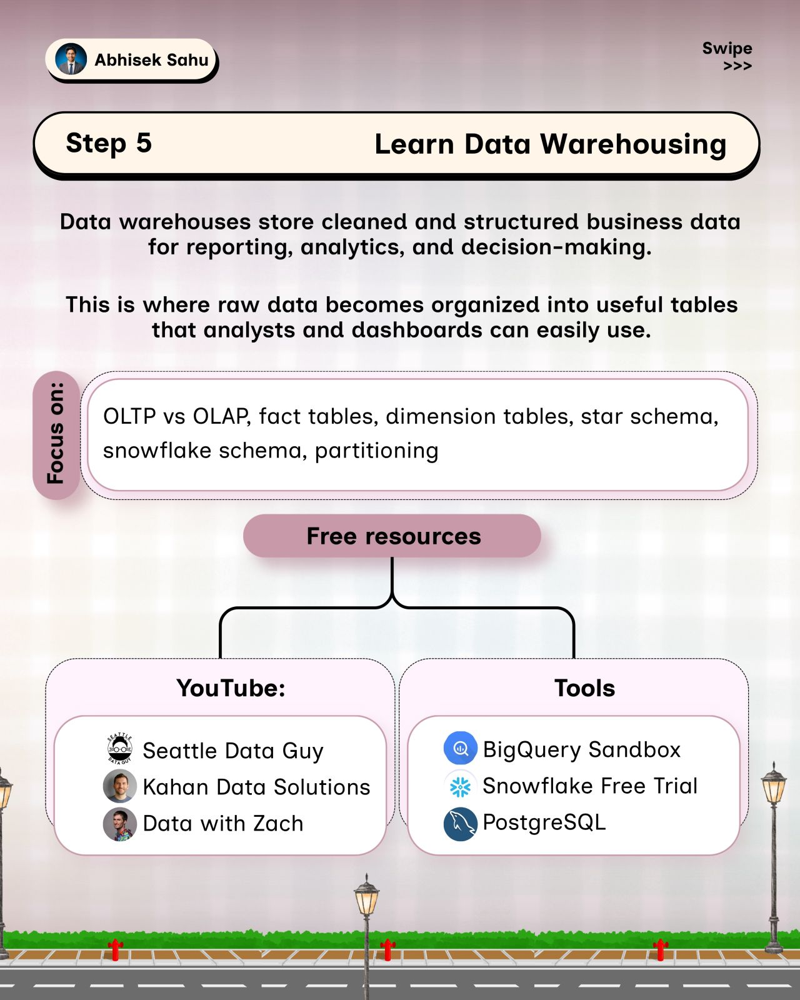 Abhisek Sahu
Swipe
>>>
Step 5
Learn Data Warehousing
Data warehouses store cleaned and structured business data
for reporting, analytics, and decision-making.
This is where raw data becomes organized into useful tables
that analysts and dashboards can easily use.
Focus on:
OLTP vs OLAP, fact tables, dimension tables, star schema,
snowflake schema, partitioning
Free resources
YouTube:
SEATTLE
DATA GUY
Seattle Data Guy
Kahan Data Solutions
Data with Zach
Tools
BigQuery Sandbox
Snowflake Free Trial
PostgreSQL